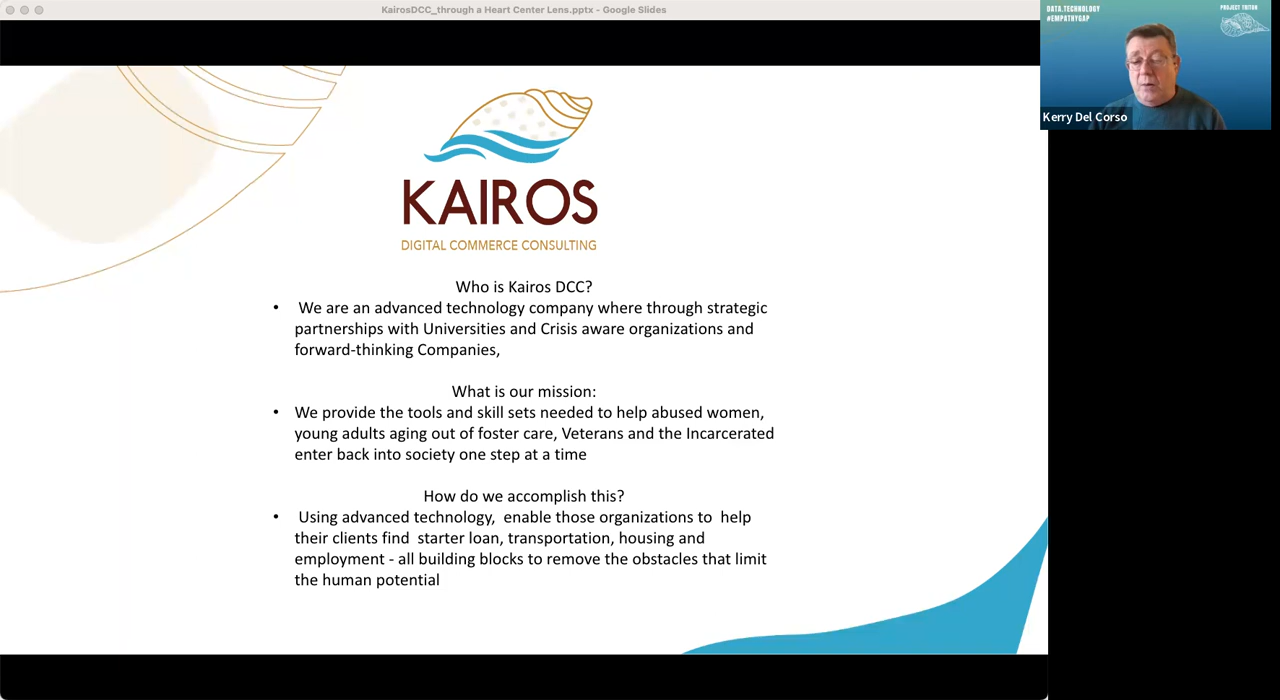 KairosDCC_through a Heart Center Lens.pptx - Google Slides
DATA.TECHNOLOGY
#EMPATHYGAP
PROJECT TRITON
Kerry Del Corso
KAIROS
DIGITAL COMMERCE CONSULTING
Who is Kairos DCC?
• We are an advanced technology company where through strategic
partnerships with Universities and Crisis aware organizations and
forward-thinking Companies,
What is our mission:
• We provide the tools and skill sets needed to help abused women,
young adults aging out of foster care, Veterans and the Incarcerated
enter back into society one step at a time
How do we accomplish this?
• Using advanced technology,  enable those organizations to  help
their clients find  starter loan, transportation, housing and
employment - all building blocks to remove the obstacles that limit
the human potential